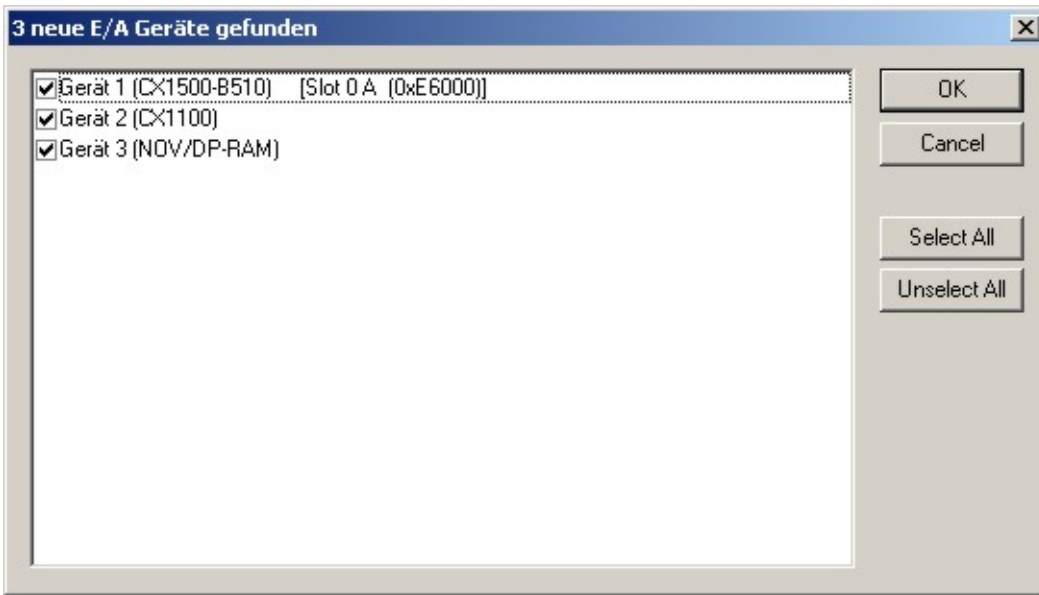 3 neue E/A Geräte gefunden
Gerät 1 (CX1500-B510) [Slot 0 A (0xE6000)]
Gerät 2 (CX1100)
Gerät 3 (NOV/DP-RAM)
OK
Cancel
Select All
Unselect All